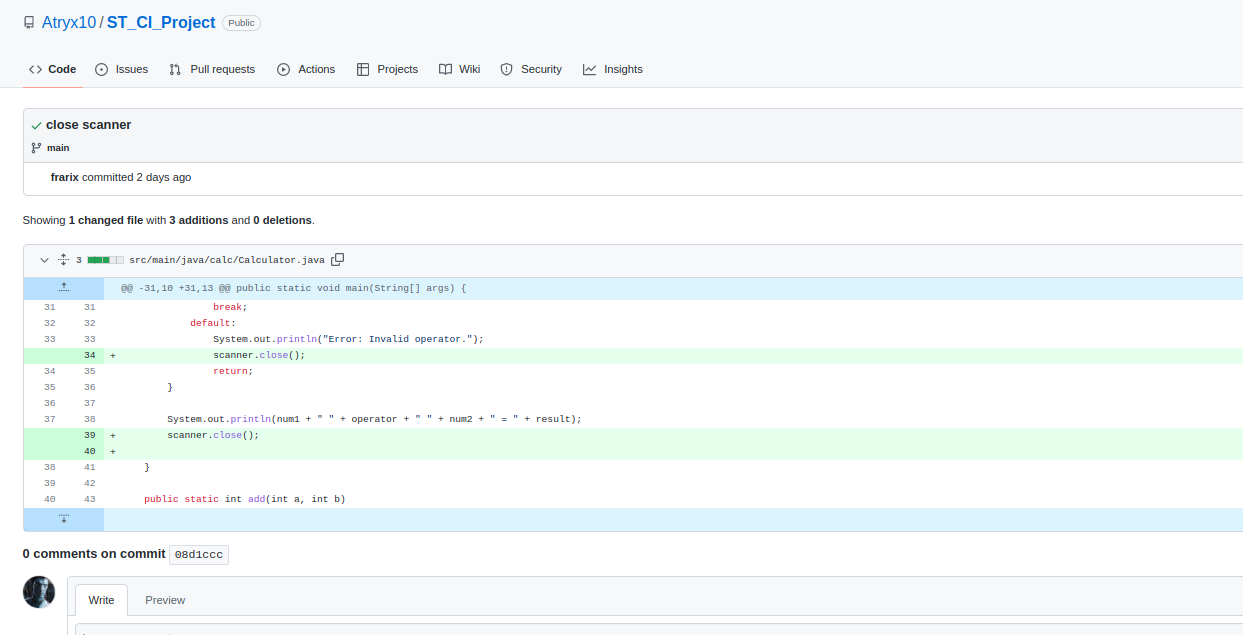 Atryx10 / ST_CI_Project Public
Code Issues Pull requests Actions Projects Wiki Security Insights
close scanner
main
frarix committed 2 days ago
Showing 1 changed file with 3 additions and 0 deletions.
3 src/main/java/calc/Calculator.java
@@ -31,10 +31,13 @@ public static void main(String[] args) {
31 31 break;
32 32 default:
33 33 System.out.println("Error: Invalid operator.");
34 + scanner.close();
34 35 return;
35 36 }
36 37
37 38 System.out.println(num1 + " " + operator + " " + num2 + " = " + result);
39 + scanner.close();
40 +
38 41 }
39 42
40 43 public static int add(int a, int b)
0 comments on commit 08d1ccc
Write Preview